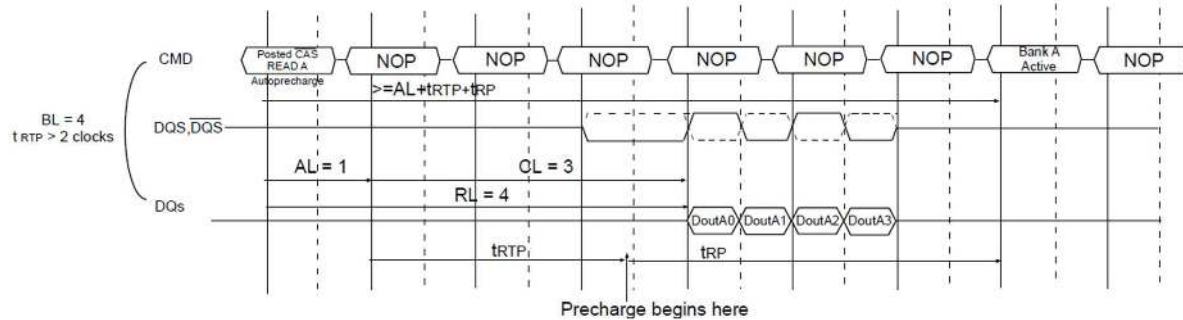 CMD
Posted CAS
READ A
Autoprecharge
NOP
NOP
NOP
NOP
NOP
NOP
Bank A
Active
NOP
>=AL+tRTP+tRP
BL = 4
tRTP > 2 clocks
DQS,DQS
AL = 1
CL = 3
RL = 4
DQs
DoutA0
DoutA1
DoutA2
DoutA3
tRTP
tRP
Precharge begins here